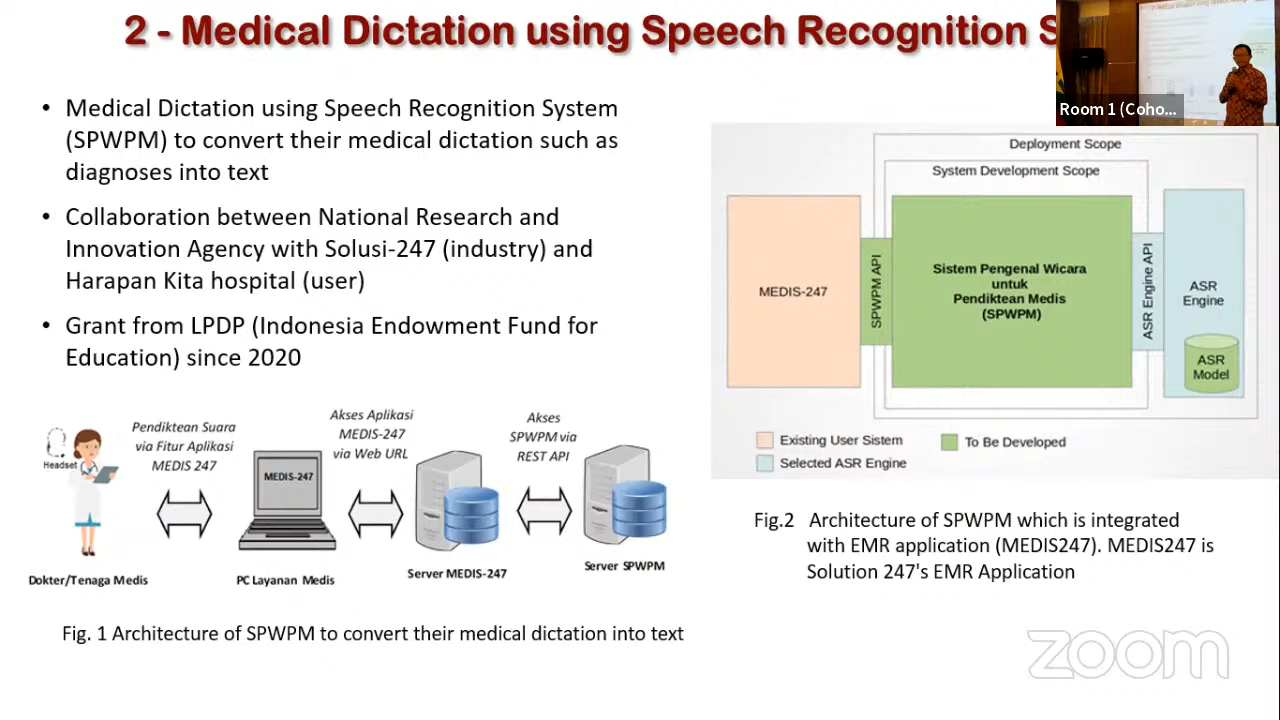 2 - Medical Dictation using Speech Recognition S
Room 1 (Coho...
• Medical Dictation using Speech Recognition System
(SPWPM) to convert their medical dictation such as
diagnoses into text
• Collaboration between National Research and
Innovation Agency with Solusi-247 (industry) and
Harapan Kita hospital (user)
• Grant from LPDP (Indonesia Endowment Fund for
Education) since 2020
Headset
Pendiktean Suara
via Fitur Aplikasi
MEDIS 247
Akses Aplikasi
MEDIS-247
via Web URL
Akses
SPWPM via
REST API
MEDIS-247
Dokter/Tenaga Medis
PC Layanan Medis
Server MEDIS-247
Server SPWPM
Fig. 1 Architecture of SPWPM to convert their medical dictation into text
Deployment Scope
System Development Scope
MEDIS-247
SPWPM API
Sistem Pengenal Wicara
untuk
Pendiktean Medis
(SPWPM)
ASR Engine API
ASR
Engine
ASR
Model
Existing User Sistem
To Be Developed
Selected ASR Engine
Fig.2 Architecture of SPWPM which is integrated
with EMR application (MEDIS247). MEDIS247 is
Solution 247's EMR Application
zoom